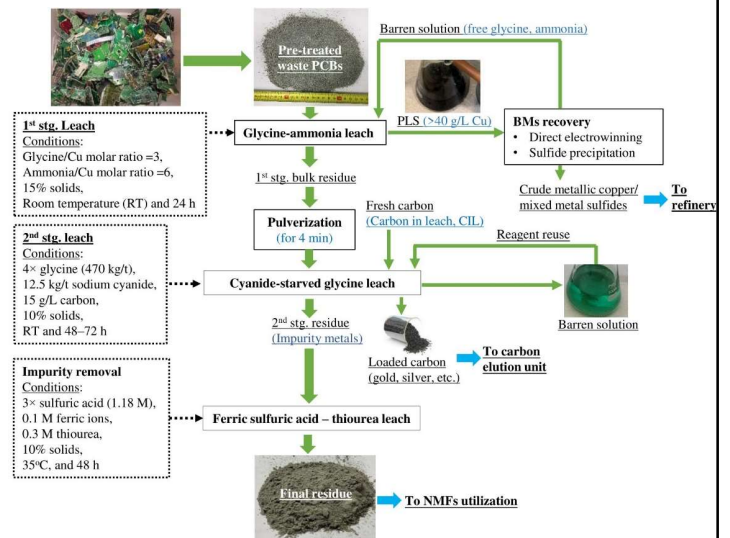 Pre-treated
waste PCBs
Barren solution (free glycine, ammonia)
1st stg. Leach
Conditions:
Glycine/Cu molar ratio =3,
Ammonia/Cu molar ratio =6,
15% solids,
Room temperature (RT) and 24 h
Glycine-ammonia leach
PLS (>40 g/L Cu)
BMs recovery
• Direct electrowinning
• Sulfide precipitation
Crude metallic copper/
mixed metal sulfides
To
refinery
1st stg. bulk residue
Pulverization
(for 4 min)
Fresh carbon
(Carbon in leach, CIL)
Reagent reuse
2nd stg. leach
Conditions:
4× glycine (470 kg/t),
12.5 kg/t sodium cyanide,
15 g/L carbon,
10% solids,
RT and 48–72 h
Cyanide-starved glycine leach
Barren solution
2nd stg. residue
(Impurity metals)
Loaded carbon
(gold, silver, etc.)
To carbon
elution unit
Impurity removal
Conditions:
3× sulfuric acid (1.18 M),
0.1 M ferric ions,
0.3 M thiourea,
10% solids,
35°C, and 48 h
Ferric sulfuric acid – thiourea leach
Final residue
To NMFs utilization